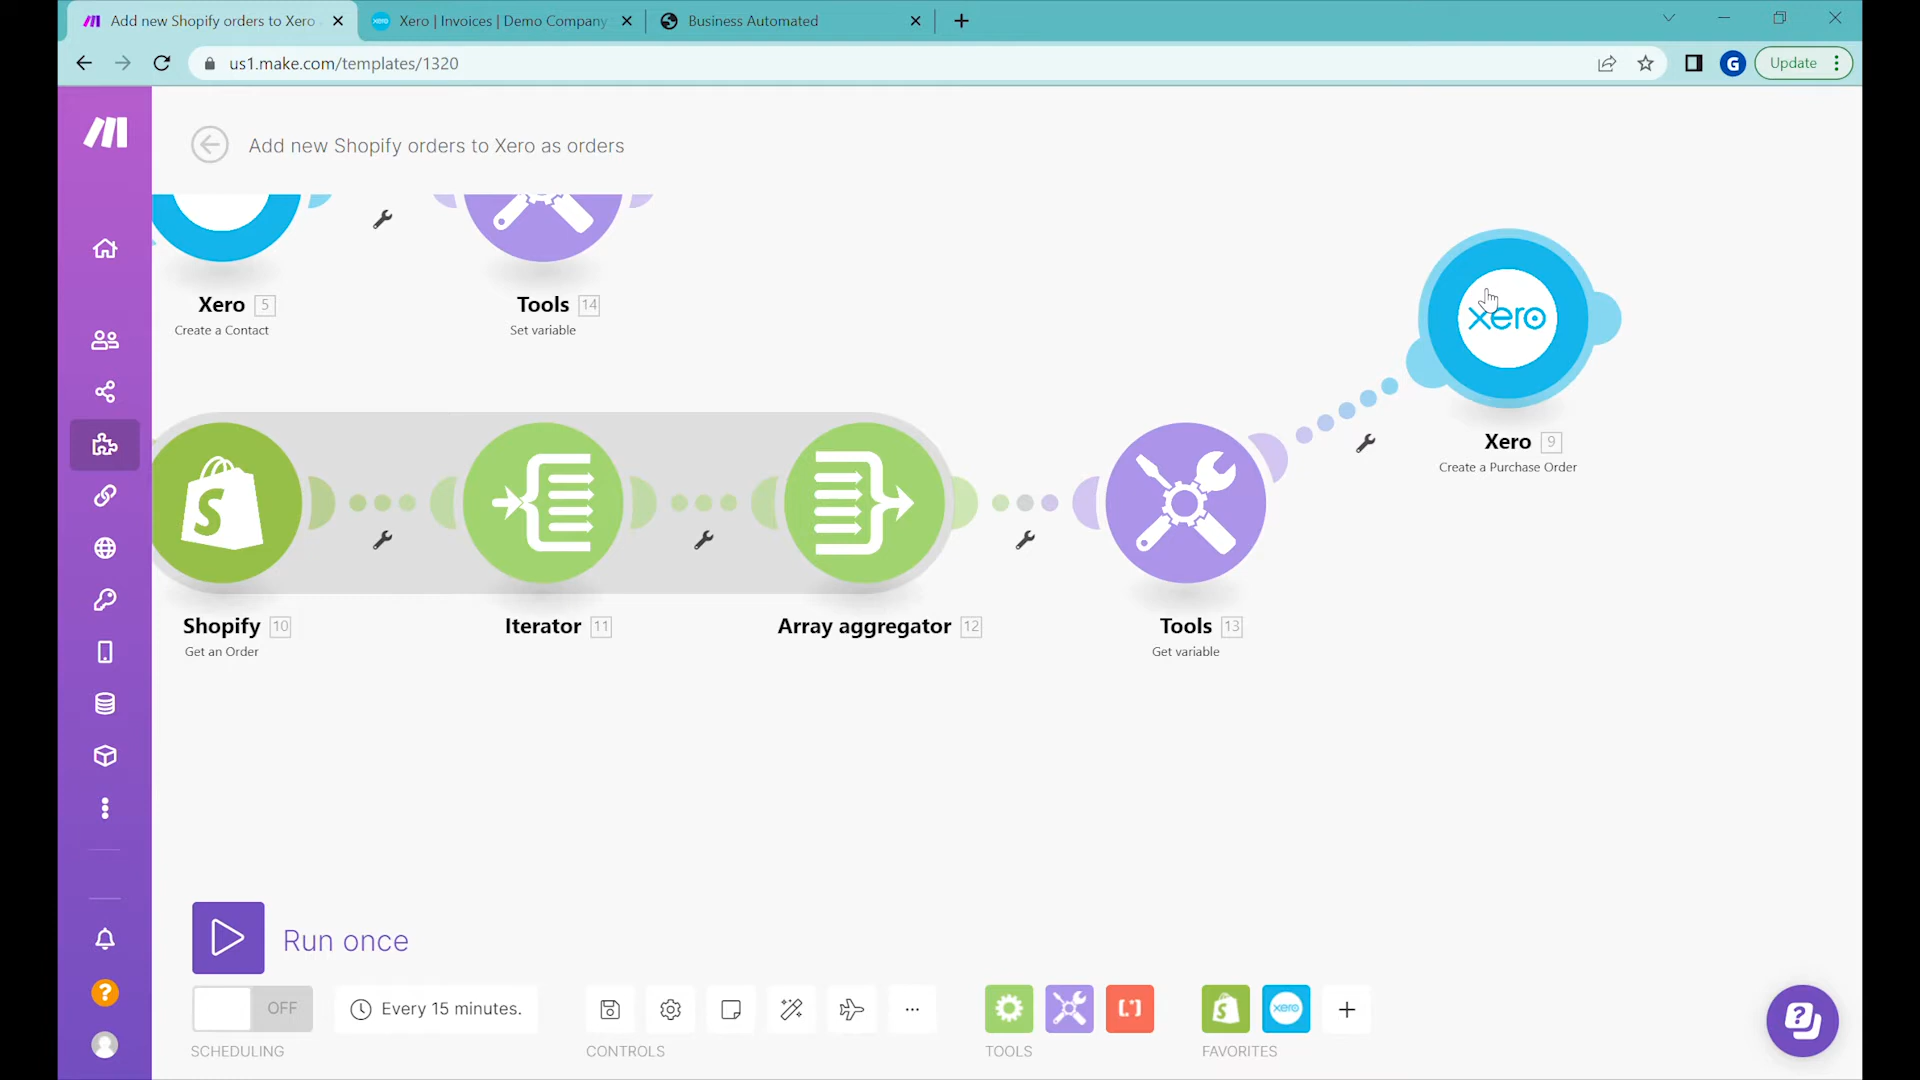 Add new Shopify orders to Xero
Xero | Invoices | Demo Company
Business Automated
us1.make.com/templates/1320
G
Update
Add new Shopify orders to Xero as orders
Xero 5
Create a Contact
Tools 14
Set variable
xero
Xero 9
Create a Purchase Order
Shopify 10
Get an Order
Iterator 11
Array aggregator 12
Tools 13
Get variable
Run once
OFF
Every 15 minutes.
xero
SCHEDULING
CONTROLS
TOOLS
FAVORITES